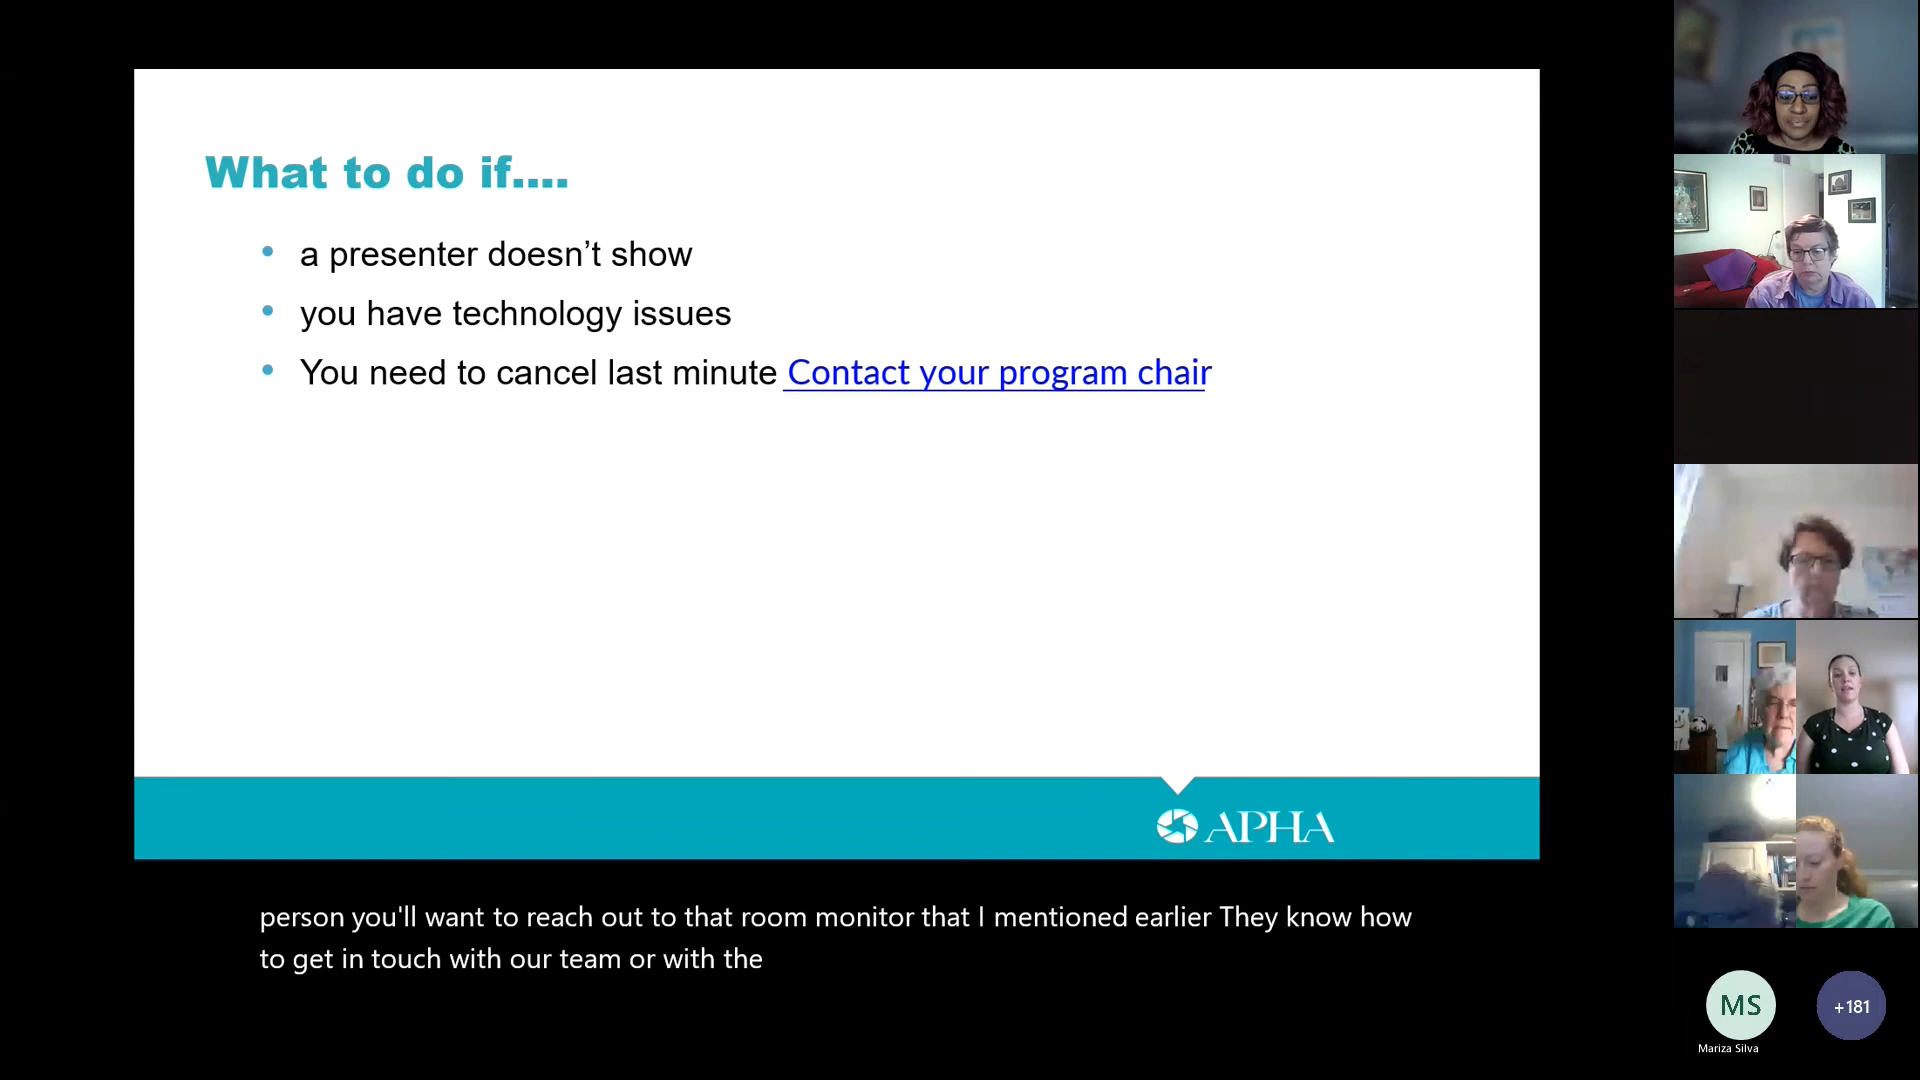 What to do if....
a presenter doesn’t show
you have technology issues
You need to cancel last minute Contact your program chair
APHA
person you'll want to reach out to that room monitor that I mentioned earlier They know how
to get in touch with our team or with the
MS
+181
Mariza Silva